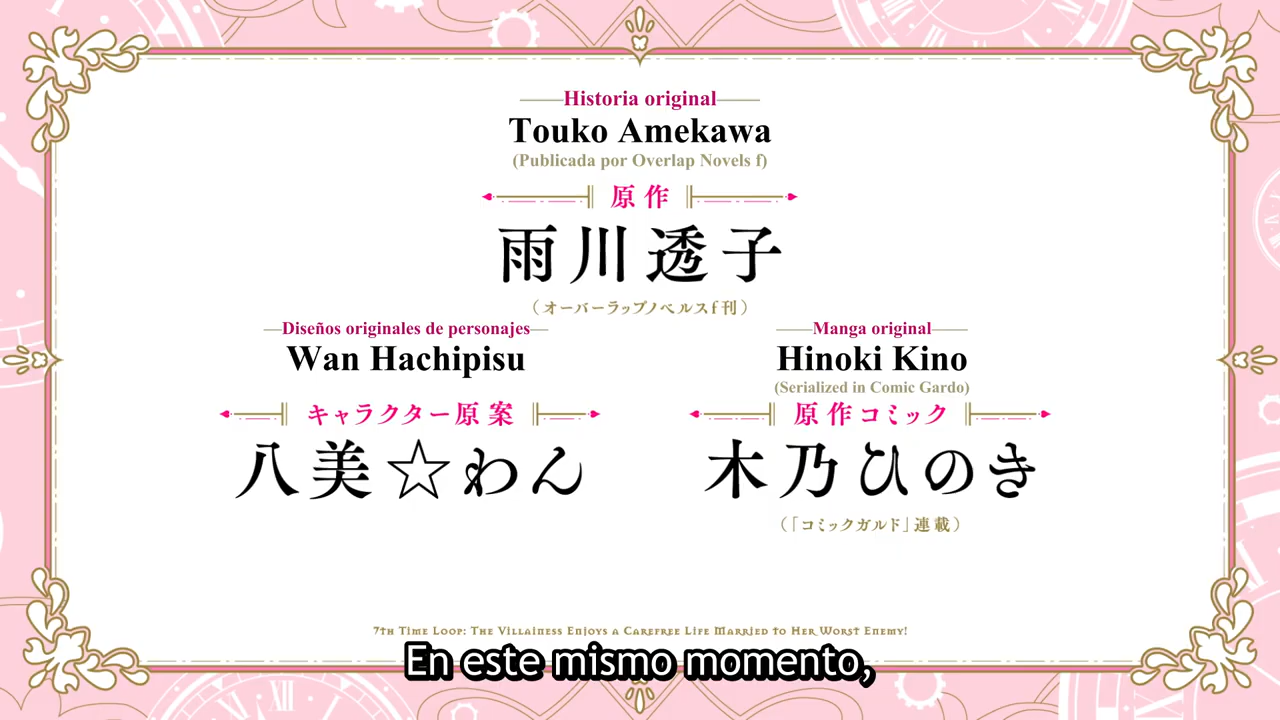 Historia original
Touko Amekawa
(Publicada por Overlap Novels f)
原作
雨川透子
(オーバーラップノベルスf刊)
Diseños originales de personajes
Wan Hachipisu
キャラクター原案
八美☆わん
Manga original
Hinoki Kino
(Serialized in Comic Gardo)
原作コミック
木乃ひのき
(「コミックガルド」連載)
7th Time Loop: The Villainess Enjoys a Carefree Life Married to Her Worst Enemy!
En este mismo momento,